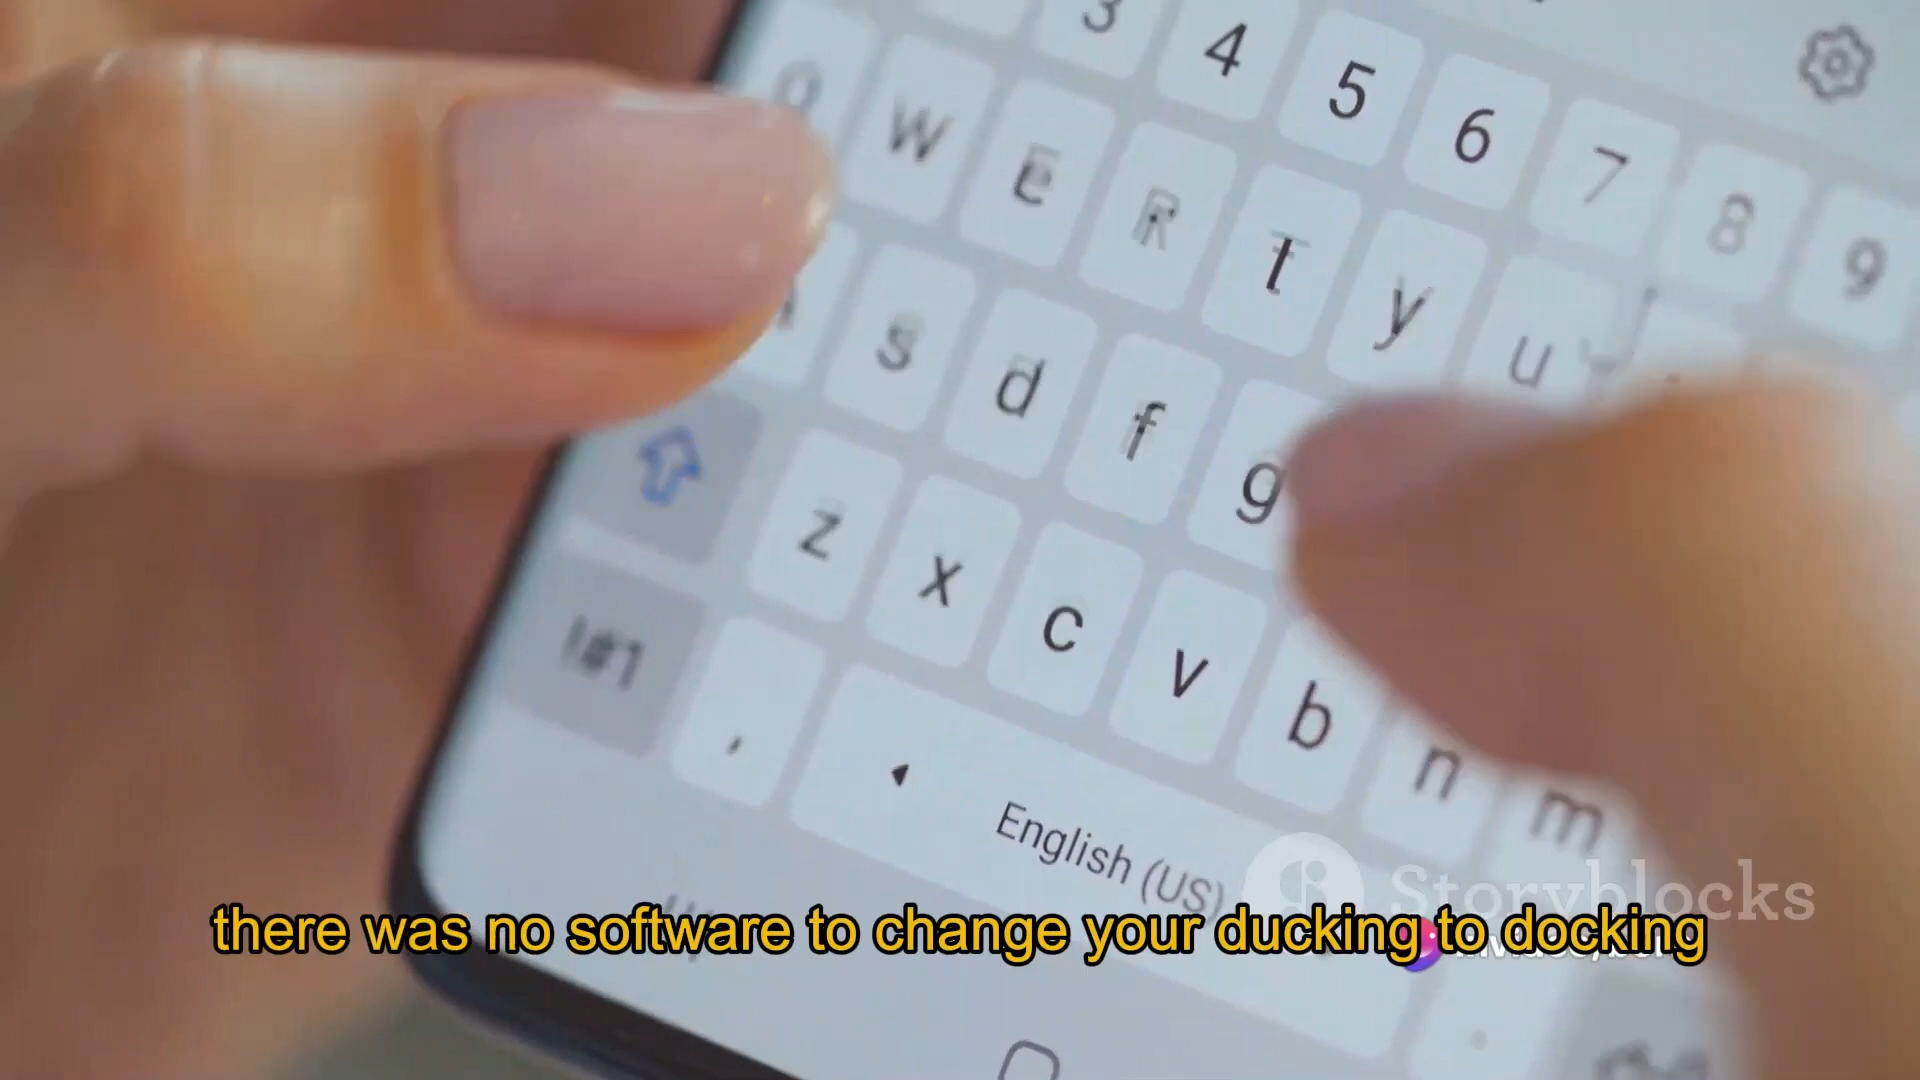 3 4 5 6 7 8 9
w E R t y u
s d f g
z x c v b n m
!#1 , English (US)
Storyblocks
there was no software to change your ducking to docking